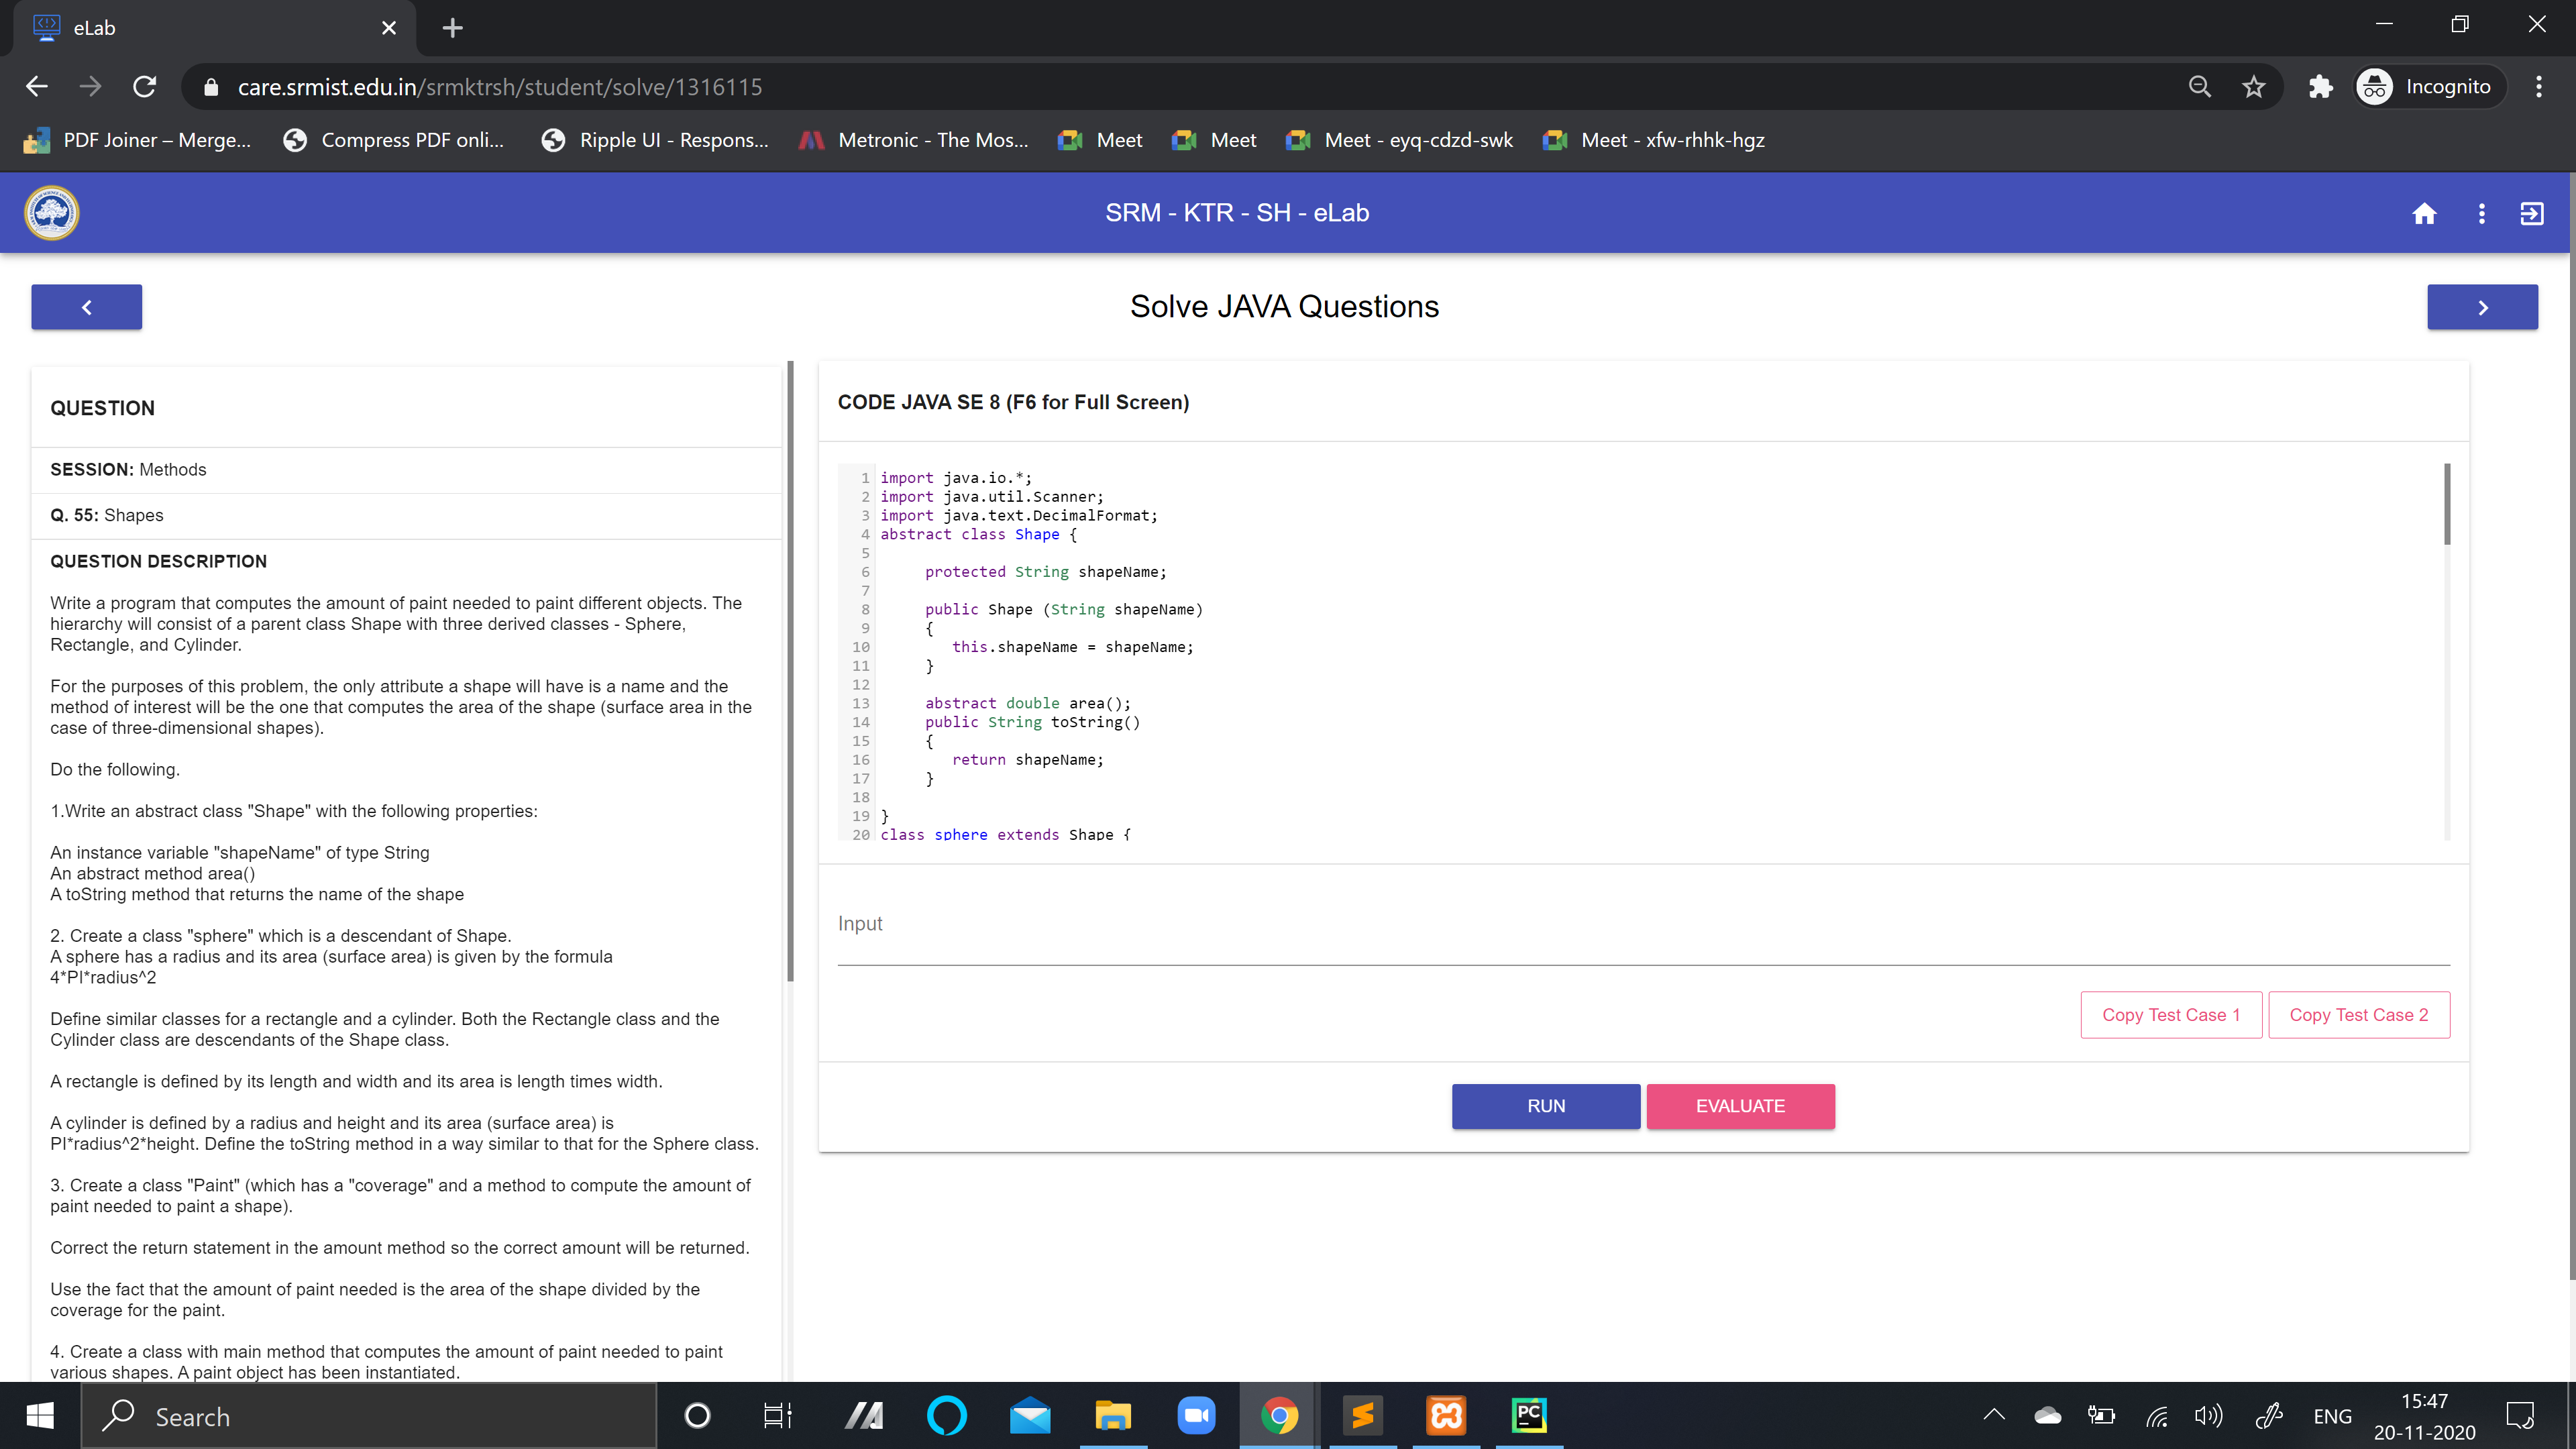 eLab
care.srmist.edu.in/srmktrsh/student/solve/1316115
Incognito
PDF Joiner – Merge...
Compress PDF onli...
Ripple UI - Respons...
Metronic - The Mos...
Meet
Meet
Meet - eyq-cdzd-swk
Meet - xfw-rhhk-hgz
SRM - KTR - SH - eLab
Solve JAVA Questions
QUESTION
SESSION: Methods
Q. 55: Shapes
QUESTION DESCRIPTION
Write a program that computes the amount of paint needed to paint different objects. The
hierarchy will consist of a parent class Shape with three derived classes - Sphere,
Rectangle, and Cylinder.
For the purposes of this problem, the only attribute a shape will have is a name and the
method of interest will be the one that computes the area of the shape (surface area in the
case of three-dimensional shapes).
Do the following.
1.Write an abstract class "Shape" with the following properties:
An instance variable "shapeName" of type String
An abstract method area()
A toString method that returns the name of the shape
2. Create a class "sphere" which is a descendant of Shape.
A sphere has a radius and its area (surface area) is given by the formula
4*PI*radius^2
Define similar classes for a rectangle and a cylinder. Both the Rectangle class and the
Cylinder class are descendants of the Shape class.
A rectangle is defined by its length and width and its area is length times width.
A cylinder is defined by a radius and height and its area (surface area) is
PI*radius^2*height. Define the toString method in a way similar to that for the Sphere class.
3. Create a class "Paint" (which has a "coverage" and a method to compute the amount of
paint needed to paint a shape).
Correct the return statement in the amount method so the correct amount will be returned.
Use the fact that the amount of paint needed is the area of the shape divided by the
coverage for the paint.
4. Create a class with main method that computes the amount of paint needed to paint
various shapes. A paint object has been instantiated.
CODE JAVA SE 8 (F6 for Full Screen)
1 import java.io.*;
2 import java.util.Scanner;
3 import java.text.DecimalFormat;
4 abstract class Shape {
5
6 protected String shapeName;
7
8 public Shape (String shapeName)
9 {
10 this.shapeName = shapeName;
11 }
12
13 abstract double area();
14 public String toString()
15 {
16 return shapeName;
17 }
18
19 }
20 class sphere extends Shape {
Input
Copy Test Case 1
Copy Test Case 2
RUN
EVALUATE
Search
PC
ENG
15:47
20-11-2020